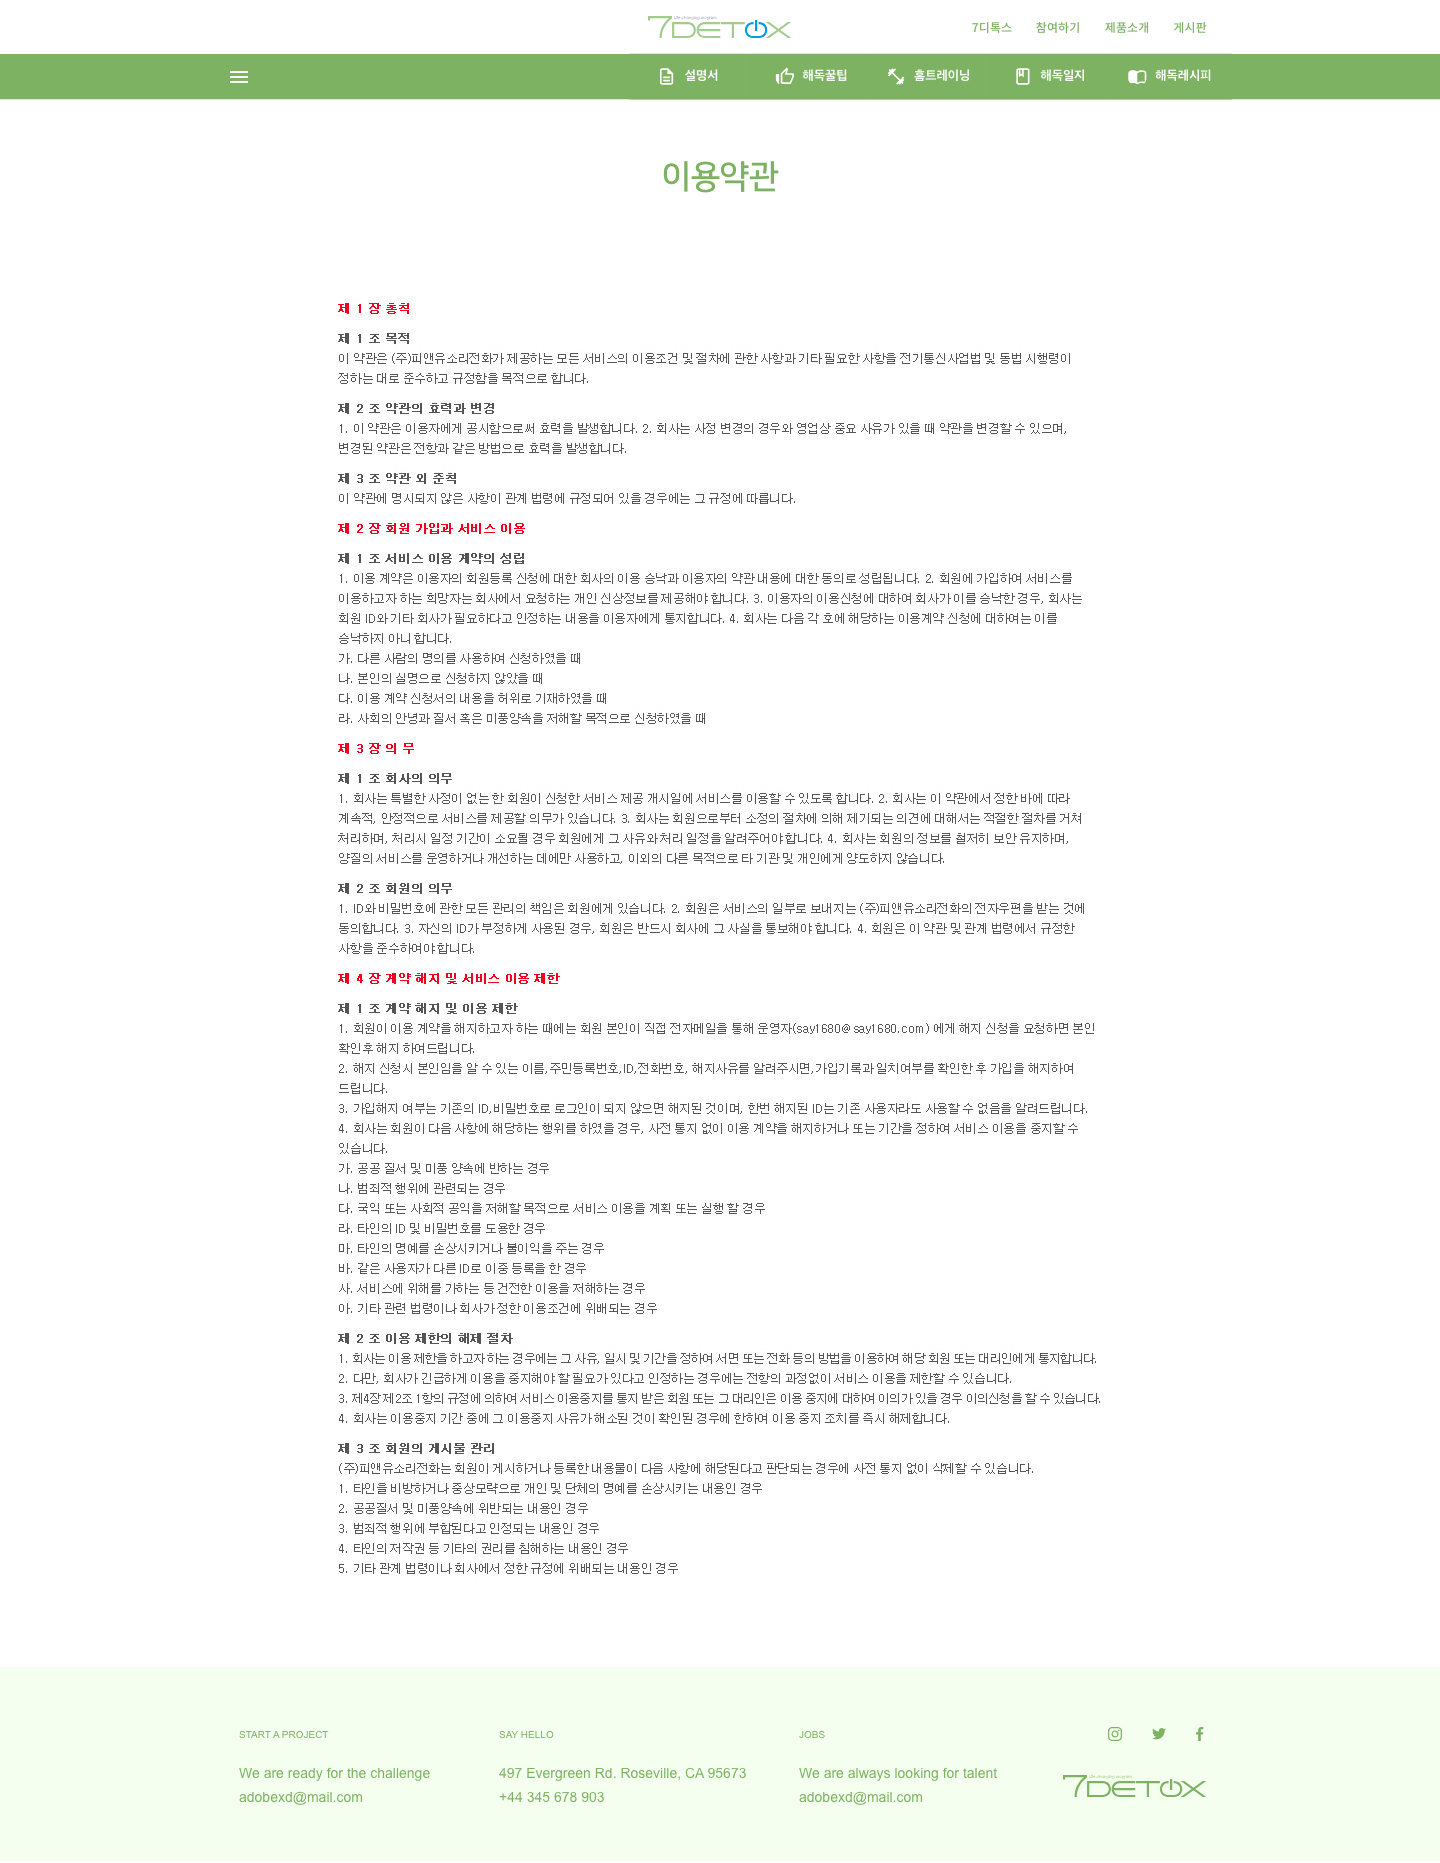 7DETOX
7디톡스 참여하기 제품소개 게시판
설명서 해독꿀팁 홈트레이닝 해독일지 해독레시피
이용약관
제 1 장 총칙
제 1 조 목적
이 약관은 (주)피앤유소리전화가 제공하는 모든 서비스의 이용조건 및 절차에 관한 사항과 기타 필요한 사항을 전기통신사업법 및 동법 시행령이
정하는 대로 준수하고 규정함을 목적으로 합니다.
제 2 조 약관의 효력과 변경
1. 이 약관은 이용자에게 공시함으로써 효력을 발생합니다. 2. 회사는 사정 변경의 경우와 영업상 중요 사유가 있을 때 약관을 변경할 수 있으며,
변경된 약관은 전항과 같은 방법으로 효력을 발생합니다.
제 3 조 약관 외 준칙
이 약관에 명시되지 않은 사항이 관계 법령에 규정되어 있을 경우에는 그 규정에 따릅니다.
제 2 장 회원 가입과 서비스 이용
제 1 조 서비스 이용 계약의 성립
1. 이용 계약은 이용자의 회원등록 신청에 대한 회사의 이용 승낙과 이용자의 약관 내용에 대한 동의로 성립됩니다. 2. 회원에 가입하여 서비스를
이용하고자 하는 희망자는 회사에서 요청하는 개인 신상정보를 제공해야 합니다. 3. 이용자의 이용신청에 대하여 회사가 이를 승낙한 경우, 회사는
회원 ID와 기타 회사가 필요하다고 인정하는 내용을 이용자에게 통지합니다. 4. 회사는 다음 각 호에 해당하는 이용계약 신청에 대하여는 이를
승낙하지 아니 합니다.
가. 다른 사람의 명의를 사용하여 신청하였을 때
나. 본인의 실명으로 신청하지 않았을 때
다. 이용 계약 신청서의 내용을 허위로 기재하였을 때
라. 사회의 안녕과 질서 혹은 미풍양속을 저해할 목적으로 신청하였을 때
제 3 장 의 무
제 1 조 회사의 의무
1. 회사는 특별한 사정이 없는 한 회원이 신청한 서비스 제공 개시일에 서비스를 이용할 수 있도록 합니다. 2. 회사는 이 약관에서 정한 바에 따라
계속적, 안정적으로 서비스를 제공할 의무가 있습니다. 3. 회사는 회원으로부터 소정의 절차에 의해 제기되는 의견에 대해서는 적절한 절차를 거쳐
처리하며, 처리시 일정 기간이 소요될 경우 회원에게 그 사유와 처리 일정을 알려주어야 합니다. 4. 회사는 회원의 정보를 철저히 보안 유지하며,
양질의 서비스를 운영하거나 개선하는 데에만 사용하고, 이외의 다른 목적으로 타 기관 및 개인에게 양도하지 않습니다.
제 2 조 회원의 의무
1. ID와 비밀번호에 관한 모든 관리의 책임은 회원에게 있습니다. 2. 회원은 서비스의 일부로 보내지는 (주)피앤유소리전화의 전자우편을 받는 것에
동의합니다. 3. 자신의 ID가 부정하게 사용된 경우, 회원은 반드시 회사에 그 사실을 통보해야 합니다. 4. 회원은 이 약관 및 관계 법령에서 규정한
사항을 준수하여야 합니다.
제 4 장 계약 해지 및 서비스 이용 제한
제 1 조 계약 해지 및 이용 제한
1. 회원이 이용 계약을 해지하고자 하는 때에는 회원 본인이 직접 전자메일을 통해 운영자(say1680@say1680.com) 에게 해지 신청을 요청하면 본인
확인후 해지 하여드립니다.
2. 해지 신청시 본인임을 알 수 있는 이름,주민등록번호,ID,전화번호, 해지사유를 알려주시면,가입기록과 일치여부를 확인한 후 가입을 해지하여
드립니다.
3. 가입해지 여부는 기존의 ID,비밀번호로 로그인이 되지 않으면 해지된 것이며, 한번 해지된 ID는 기존 사용자라도 사용할 수 없음을 알려드립니다.
4. 회사는 회원이 다음 사항에 해당하는 행위를 하였을 경우, 사전 통지 없이 이용 계약을 해지하거나 또는 기간을 정하여 서비스 이용을 중지할 수
있습니다.
가. 공공 질서 및 미풍 양속에 반하는 경우
나. 범죄적 행위에 관련되는 경우
다. 국익 또는 사회적 공익을 저해할 목적으로 서비스 이용을 계획 또는 실행 할 경우
라. 타인의 ID 및 비밀번호를 도용한 경우
마. 타인의 명예를 손상시키거나 불이익을 주는 경우
바. 같은 사용자가 다른 ID로 이중 등록을 한 경우
사. 서비스에 위해를 가하는 등 건전한 이용을 저해하는 경우
아. 기타 관련 법령이나 회사가 정한 이용조건에 위배되는 경우
제 2 조 이용 제한의 해제 절차
1. 회사는 이용 제한을 하고자 하는 경우에는 그 사유, 일시 및 기간을 정하여 서면 또는 전화 등의 방법을 이용하여 해당 회원 또는 대리인에게 통지합니다.
2. 다만, 회사가 긴급하게 이용을 중지해야 할 필요가 있다고 인정하는 경우에는 전항의 과정없이 서비스 이용을 제한할 수 있습니다.
3. 제4장 제2조 1항의 규정에 의하여 서비스 이용중지를 통지 받은 회원 또는 그 대리인은 이용 중지에 대하여 이의가 있을 경우 이의신청을 할 수 있습니다.
4. 회사는 이용중지 기간 중에 그 이용중지 사유가 해소된 것이 확인된 경우에 한하여 이용 중지 조치를 즉시 해제합니다.
제 3 조 회원의 게시물 관리
(주)피앤유소리전화는 회원이 게시하거나 등록한 내용물이 다음 사항에 해당된다고 판단되는 경우에 사전 통지 없이 삭제할 수 있습니다.
1. 타인을 비방하거나 중상모략으로 개인 및 단체의 명예를 손상시키는 내용인 경우
2. 공공질서 및 미풍양속에 위반되는 내용인 경우
3. 범죄적 행위에 부합된다고 인정되는 내용인 경우
4. 타인의 저작권 등 기타의 권리를 침해하는 내용인 경우
5. 기타 관계 법령이나 회사에서 정한 규정에 위배되는 내용인 경우
START A PROJECT SAY HELLO JOBS
We are ready for the challenge 497 Evergreen Rd. Roseville, CA 95673 We are always looking for talent
adobexd@mail.com +44 345 678 903 adobexd@mail.com
7DETOX